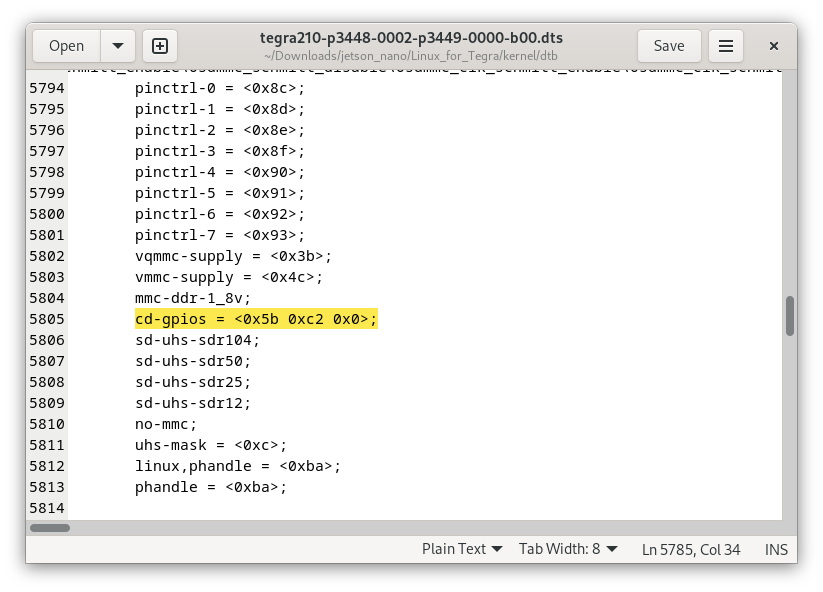 Open
tegra210-p3448-0002-p3449-0000-b00.dts
~/Downloads/jetson_nano/Linux_for_Tegra/kernel/dtb
Save
5794 pinctrl-0 = <0x8c>;
5795 pinctrl-1 = <0x8d>;
5796 pinctrl-2 = <0x8e>;
5797 pinctrl-3 = <0x8f>;
5798 pinctrl-4 = <0x90>;
5799 pinctrl-5 = <0x91>;
5800 pinctrl-6 = <0x92>;
5801 pinctrl-7 = <0x93>;
5802 vqmmc-supply = <0x3b>;
5803 vmmc-supply = <0x4c>;
5804 mmc-ddr-1_8v;
5805 cd-gpios = <0x5b 0xc2 0x0>;
5806 sd-uhs-sdr104;
5807 sd-uhs-sdr50;
5808 sd-uhs-sdr25;
5809 sd-uhs-sdr12;
5810 no-mmc;
5811 uhs-mask = <0xc>;
5812 linux,phandle = <0xba>;
5813 phandle = <0xba>;
5814
Plain Text Tab Width: 8 Ln 5785, Col 34 INS